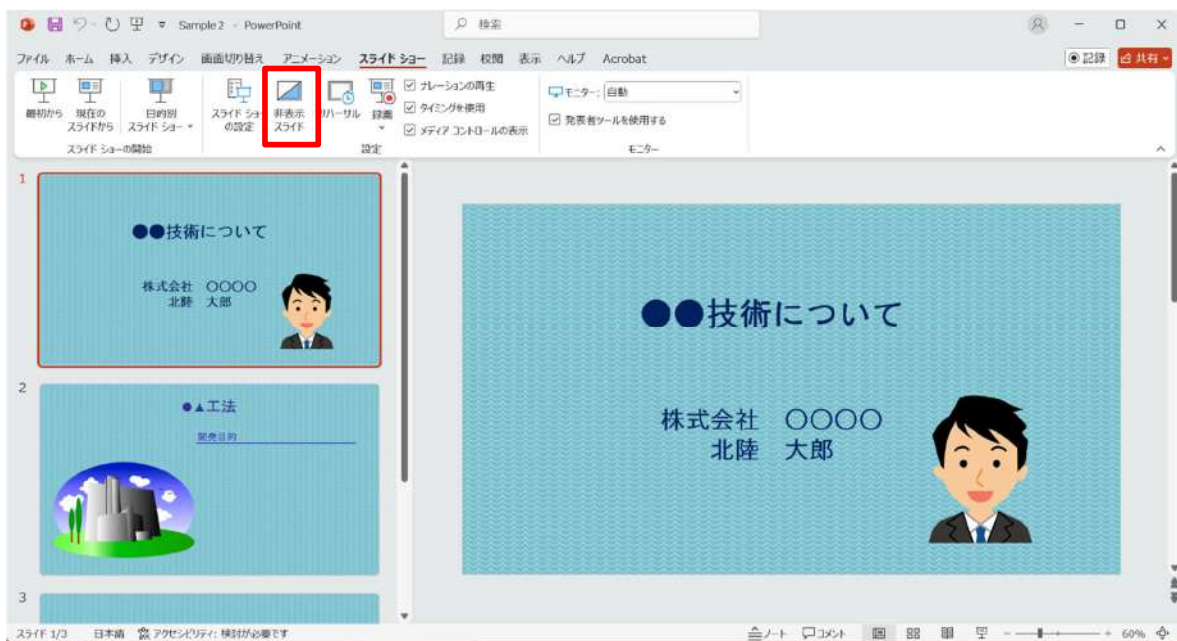 Sample 2 - PowerPoint
検索
ファイル ホーム 挿入 デザイン 画面切り替え アニメーション スライド ショー 記録 校閲 表示 ヘルプ Acrobat
記録 共有
最初から
現在の
スライドから
目的別
スライド ショー
スライド ショー
の設定
非表示
スライド
リハーサル
録画
ナレーションの再生
タイミングを使用
メディア コントロールの表示
モニター: 自動
発表者ツールを使用する
スライド ショーの開始
設定
モニター
1
●●技術について
株式会社 〇〇〇〇
北陸 大郎
2
●▲工法
開発目的
3
●●技術について
株式会社 〇〇〇〇
北陸 大郎
スライド 1/3 日本語 アクセシビリティ: 検討が必要です
ノート コメント 60%